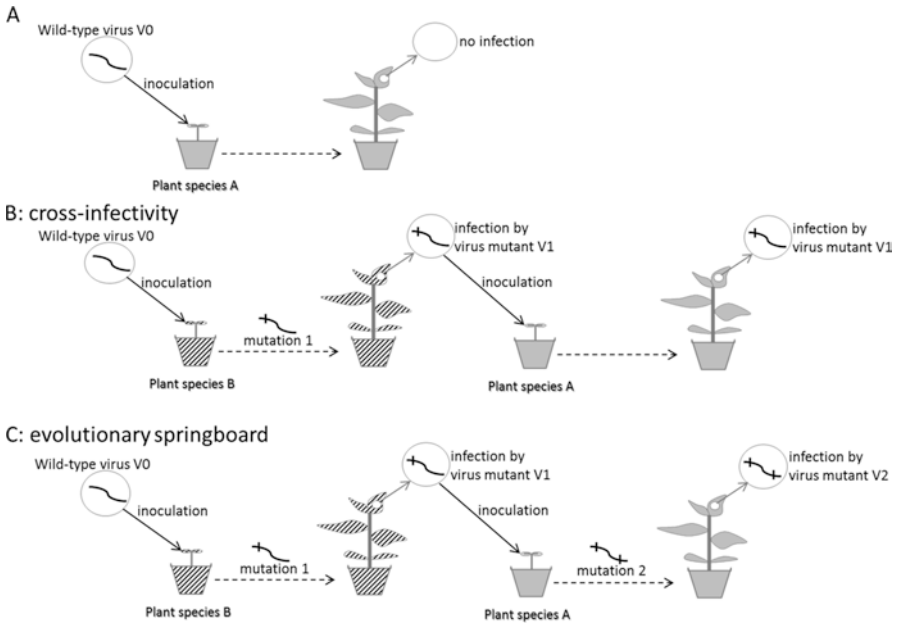 A
Wild-type virus V0
no infection
inoculation
Plant species A
B: cross-infectivity
Wild-type virus V0
infection by
virus mutant V1
infection by
virus mutant V1
inoculation
inoculation
mutation 1
Plant species B
Plant species A
C: evolutionary springboard
Wild-type virus V0
infection by
virus mutant V1
infection by
virus mutant V2
inoculation
inoculation
mutation 1
mutation 2
Plant species B
Plant species A